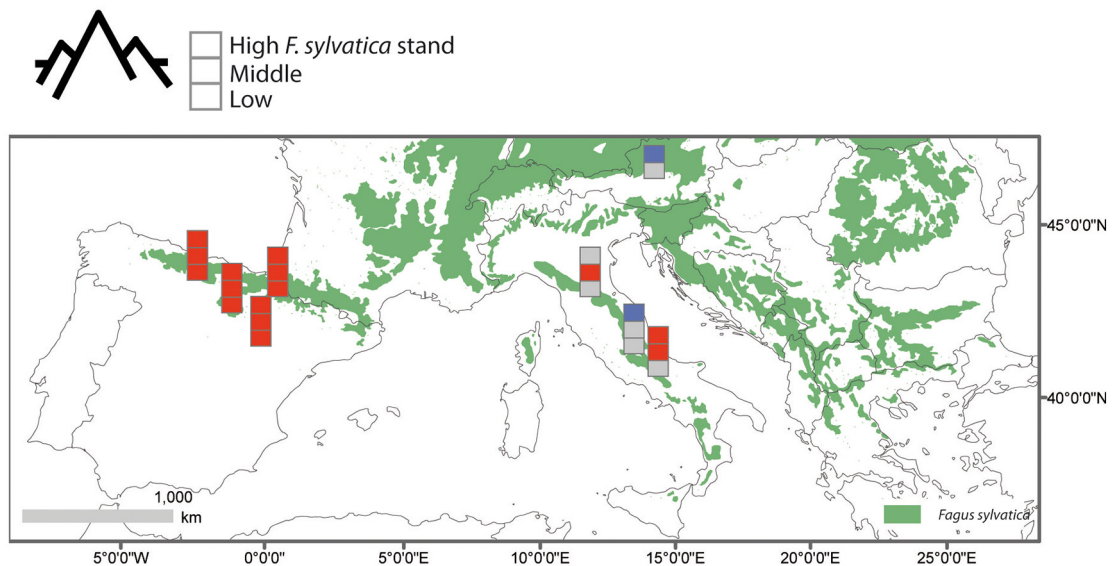 High F. sylvatica stand
Middle
Low
45°0'0"N
40°0'0"N
1,000
km
Fagus sylvatica
5°0'0"W
0°0'0"
5°0'0"E
10°0'0"E
15°0'0"E
20°0'0"E
25°0'0"E